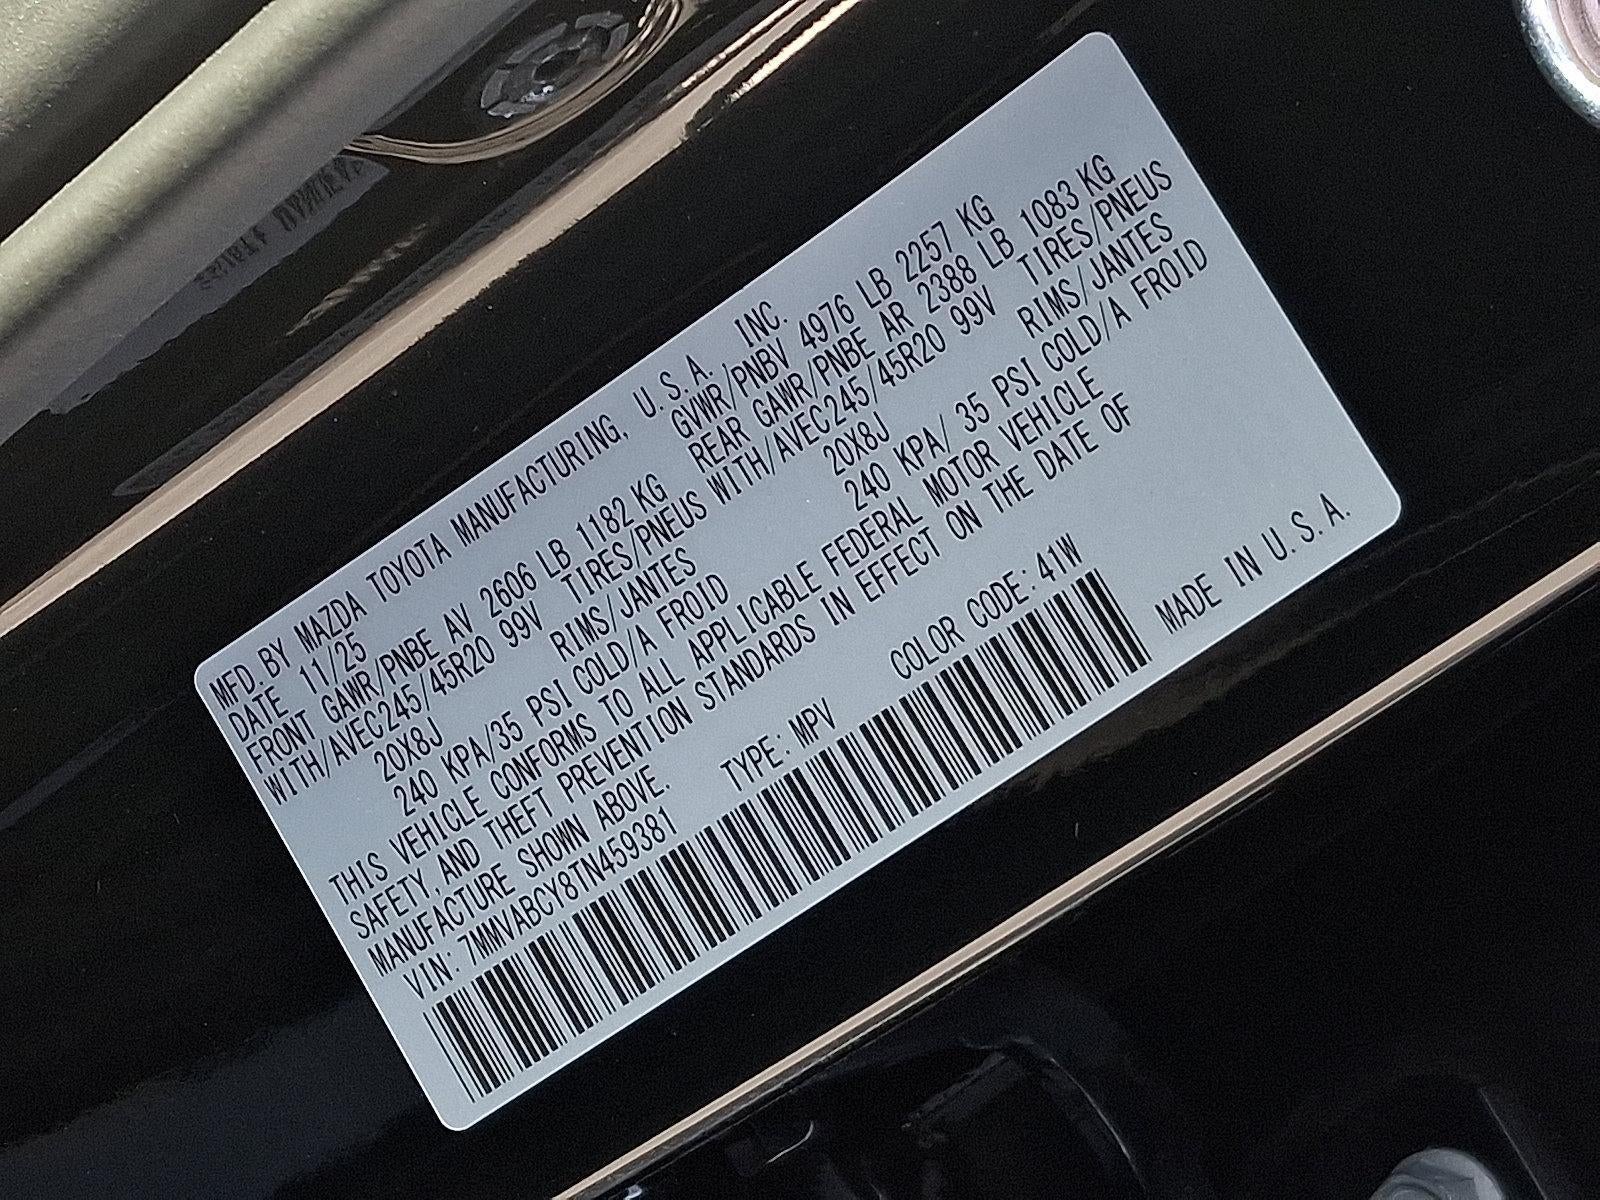 MFD. BY MAZDA TOYOTA MANUFACTURING, U.S.A. INC.
DATE 11/25 GVWR/PNBV 4976 LB 2257 KG
FRONT GAWR/PNBE AV 2606 LB 1182 KG REAR GAWR/PNBE AR 2388 LB 1083 KG
WITH/AVEC245/45R20 99V TIRES/PNEUS WITH/AVEC245/45R20 99V TIRES/PNEUS
20X8J RIMS/JANTES 20X8J RIMS/JANTES
240 KPA/35 PSI COLD/A FROID 240 KPA/ 35 PSI COLD/A FROID
THIS VEHICLE CONFORMS TO ALL APPLICABLE FEDERAL MOTOR VEHICLE
SAFETY, AND THEFT PREVENTION STANDARDS IN EFFECT ON THE DATE OF
MANUFACTURE SHOWN ABOVE.
VIN: 7MMVABCY8TN459381 TYPE: MPV COLOR CODE: 41W
MADE IN U.S.A.